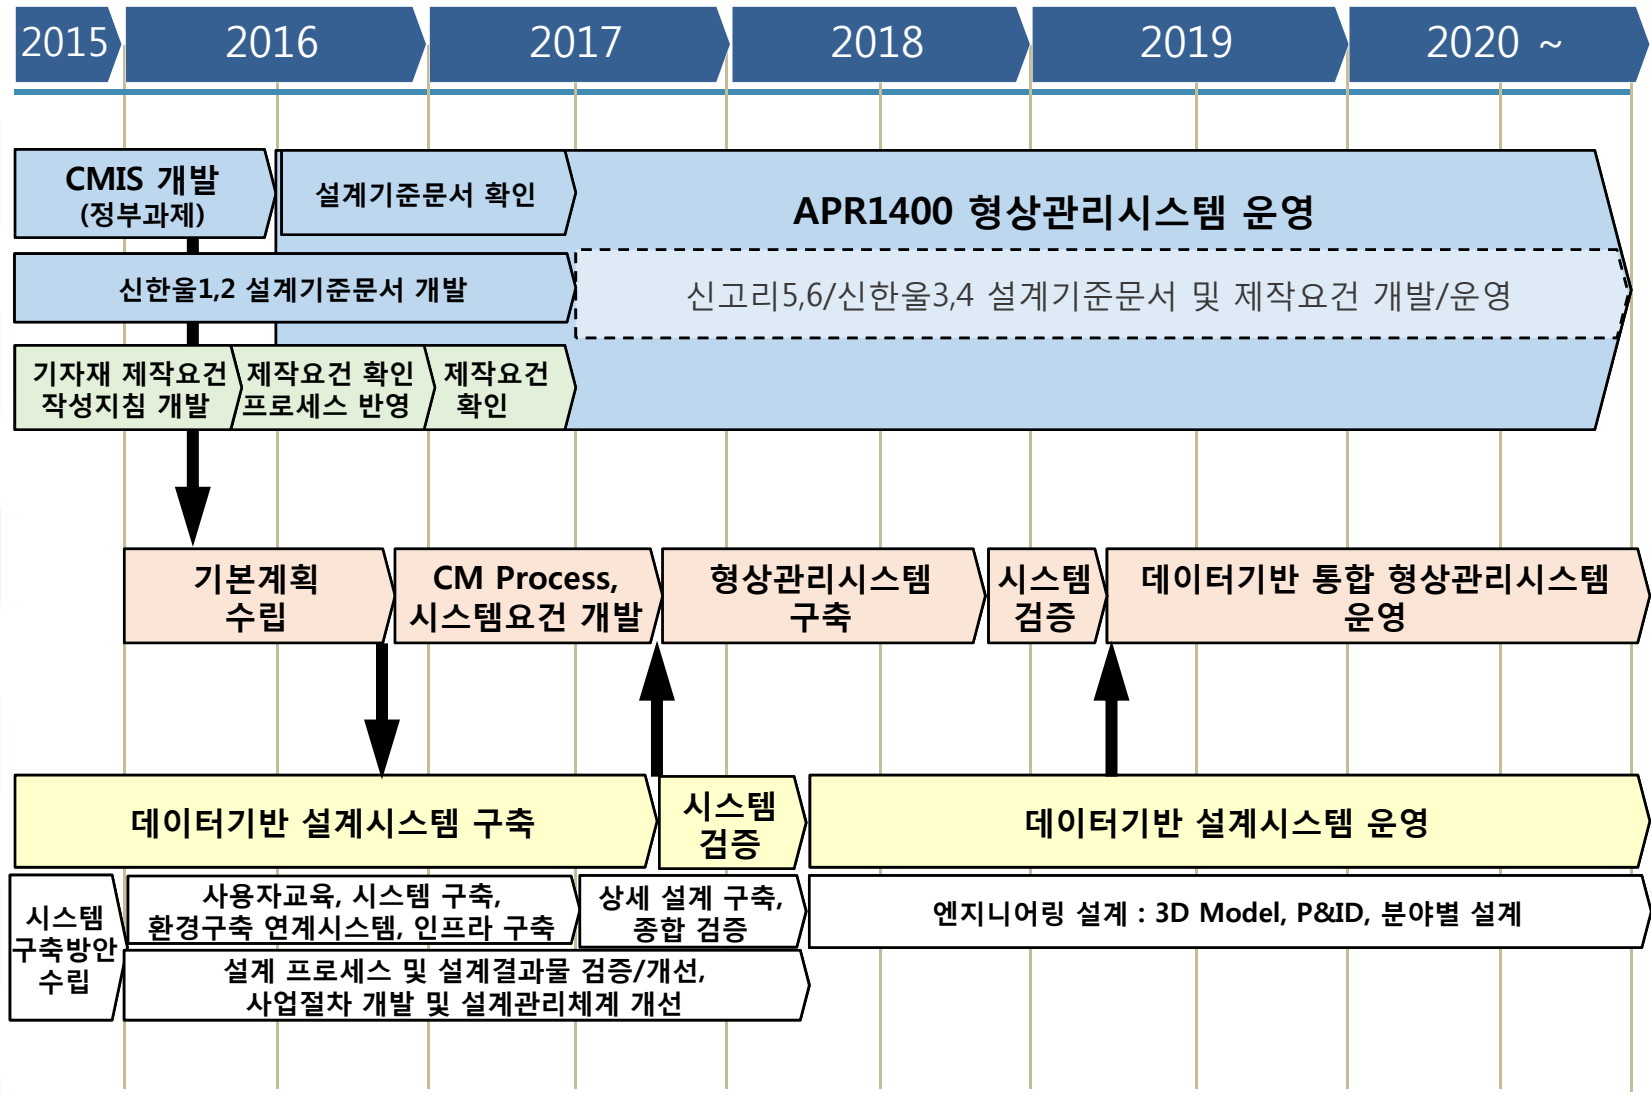 2015
2016
2017
2018
2019
2020 ~
CMIS 개발
(정부과제)
설계기준문서 확인
APR1400 형상관리시스템 운영
신한울1,2 설계기준문서 개발
신고리5,6/신한울3,4 설계기준문서 및 제작요건 개발/운영
기자재 제작요건
작성지침 개발
제작요건 확인
프로세스 반영
제작요건
확인
기본계획
수립
CM Process,
시스템요건 개발
형상관리시스템
구축
시스템
검증
데이터기반 통합 형상관리시스템
운영
데이터기반 설계시스템 구축
시스템
검증
데이터기반 설계시스템 운영
시스템
구축방안
수립
사용자교육, 시스템 구축,
환경구축 연계시스템, 인프라 구축
상세 설계 구축,
종합 검증
엔지니어링 설계 : 3D Model, P&ID, 분야별 설계
설계 프로세스 및 설계결과물 검증/개선,
사업절차 개발 및 설계관리체계 개선